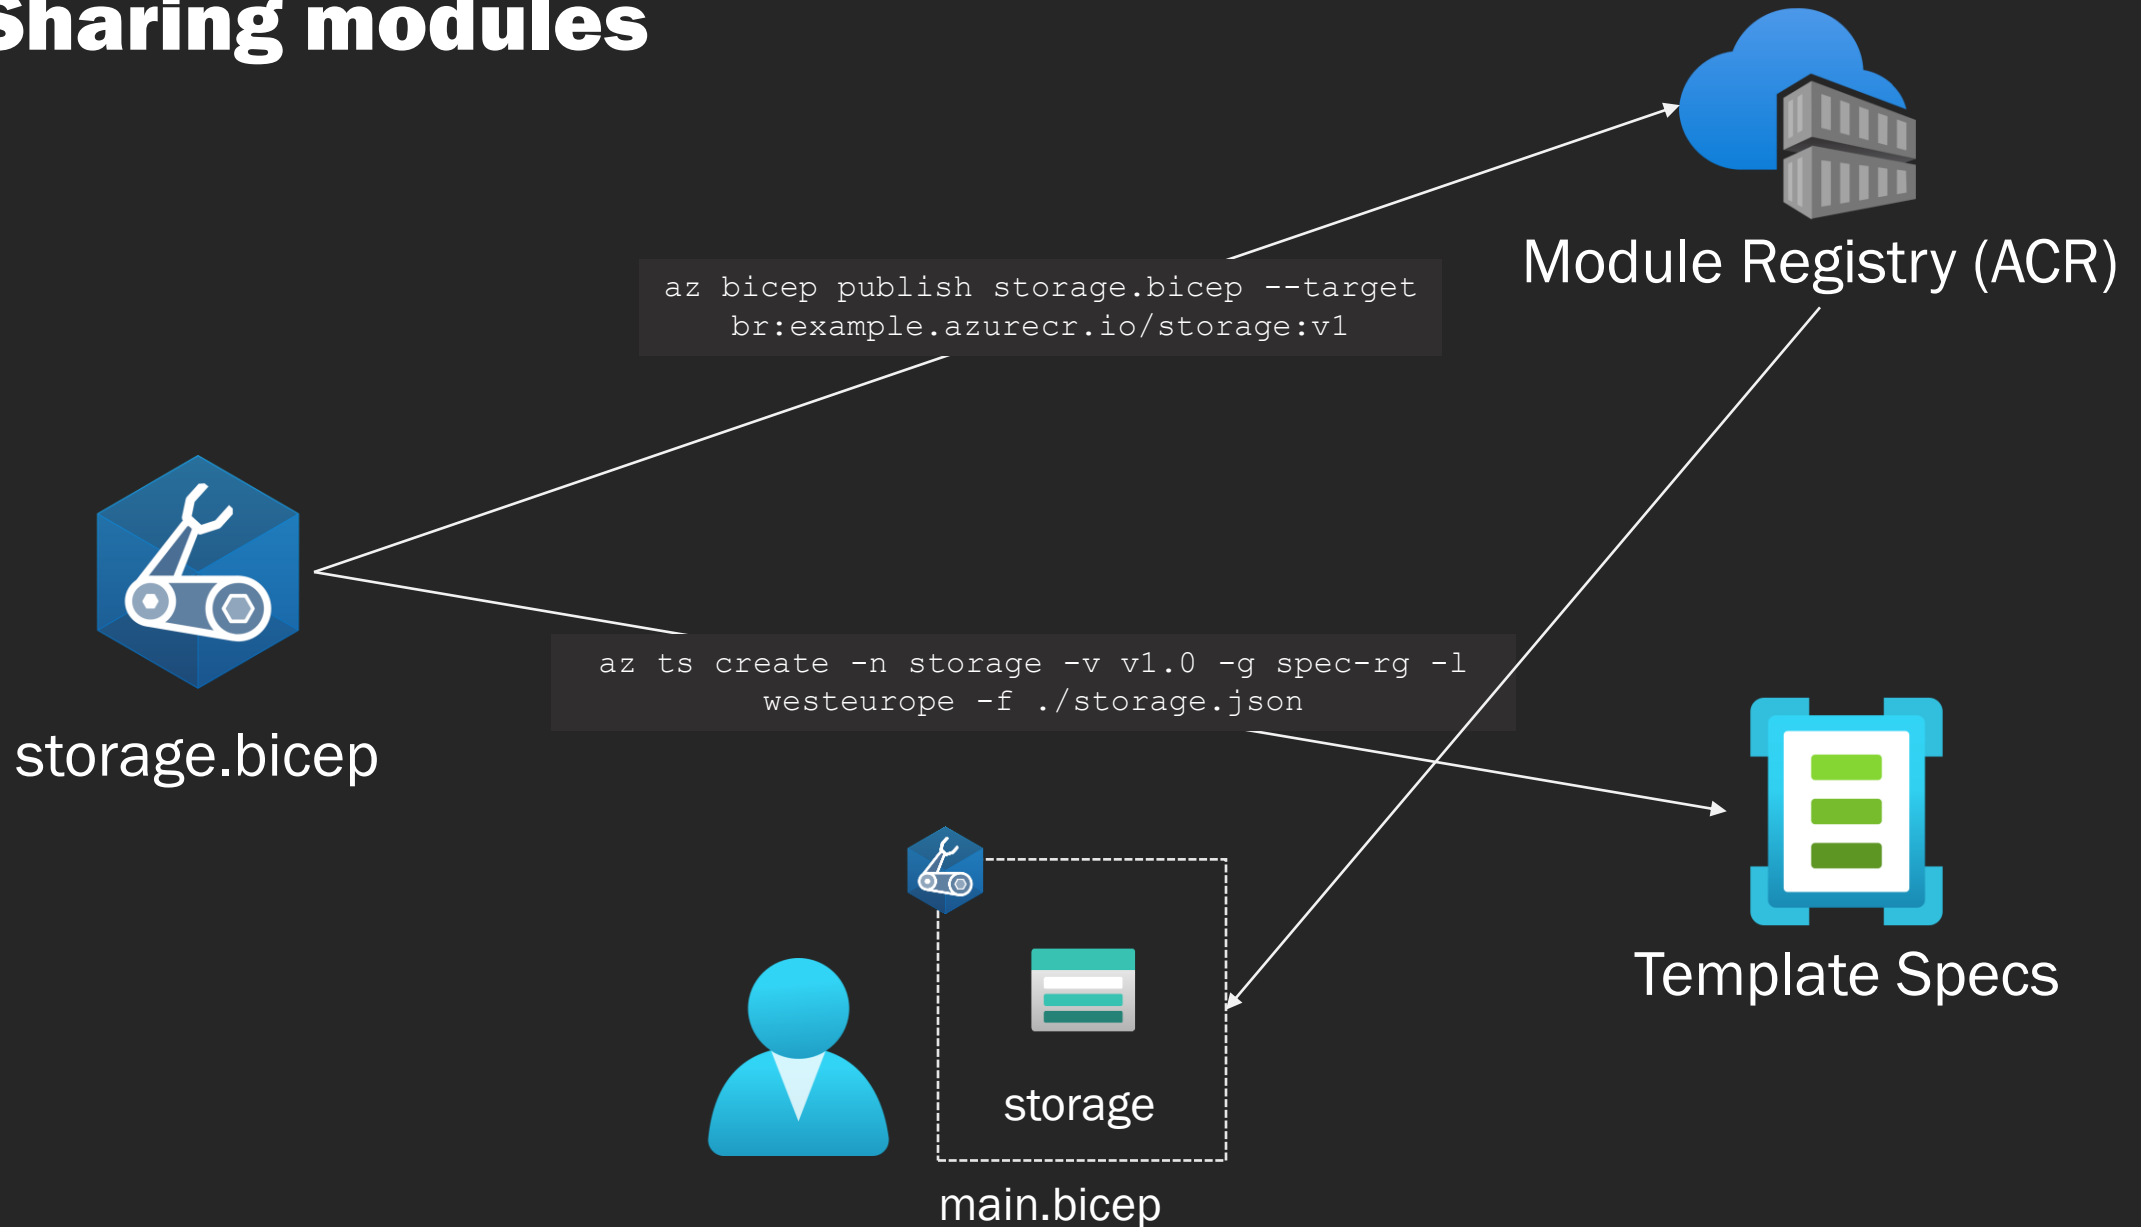 Sharing modules
Module Registry (ACR)
az bicep publish storage.bicep --target
br:example.azurecr.io/storage:v1
storage.bicep
az ts create -n storage -v v1.0 -g spec-rg -l
westeurope -f ./storage.json
Template Specs
storage
main.bicep